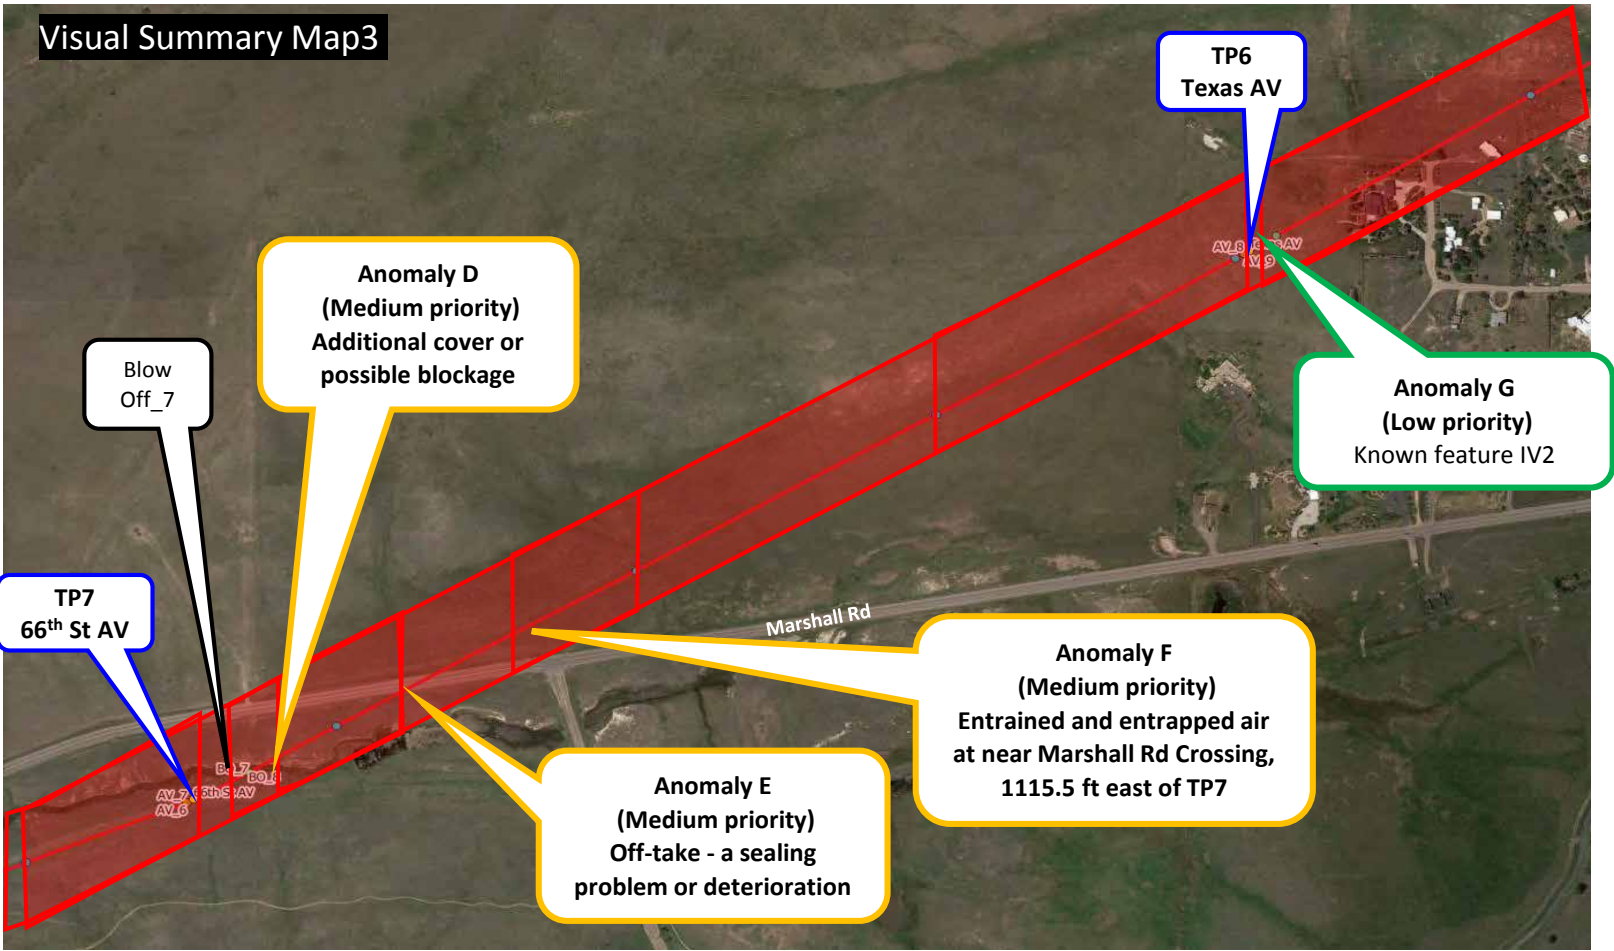 Visual Summary Map3
TP6
Texas AV
Anomaly D
(Medium priority)
Additional cover or
possible blockage
Blow
Off_7
AV_8
AV
AV_9
Anomaly G
(Low priority)
Known feature IV2
TP7
66th St AV
Marshall Rd
Anomaly F
(Medium priority)
Entrained and entrapped air
at near Marshall Rd Crossing,
1115.5 ft east of TP7
BO_7
BO_8
AV_7 66th St AV
AV_6
Anomaly E
(Medium priority)
Off-take - a sealing
problem or deterioration